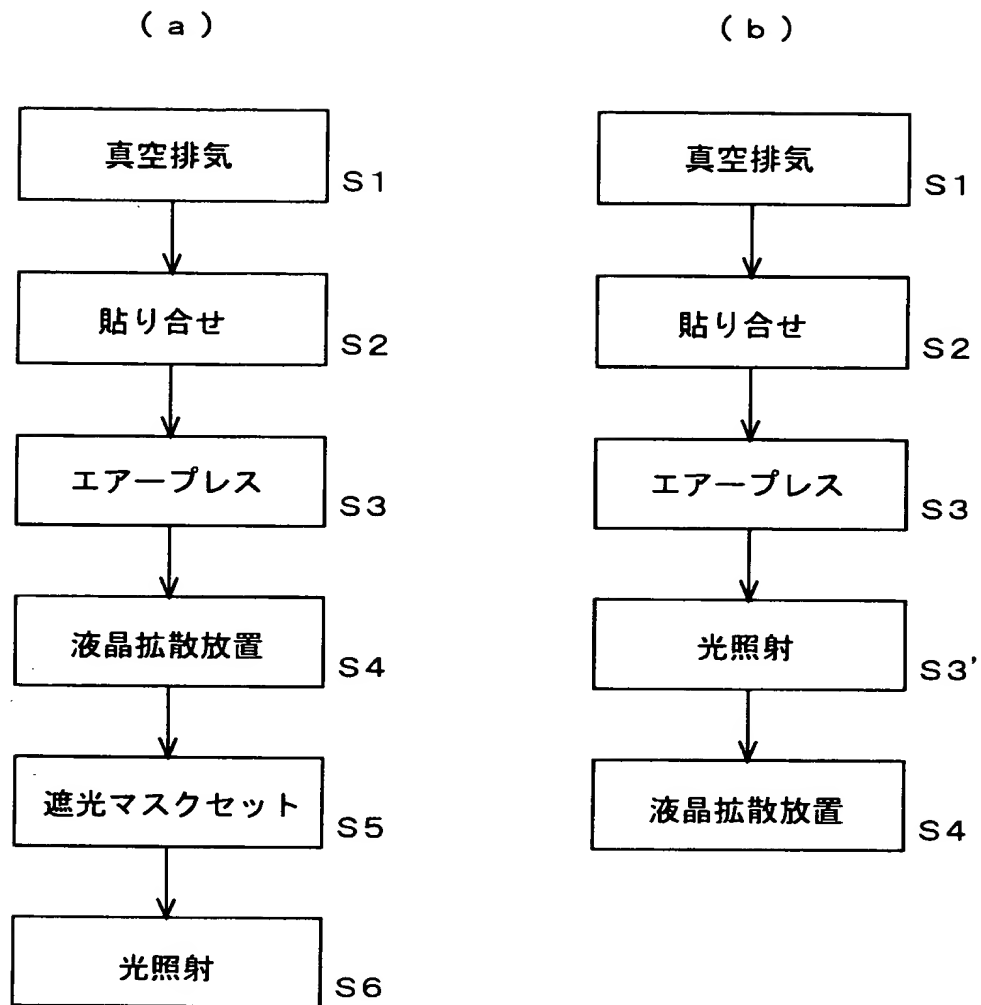 (a)
真空排気
S1
貼り合せ
S2
エアープレス
S3
液晶拡散放置
S4
遮光マスクセット
S5
光照射
S6
(b)
真空排気
S1
貼り合せ
S2
エアープレス
S3
光照射
S3'
液晶拡散放置
S4